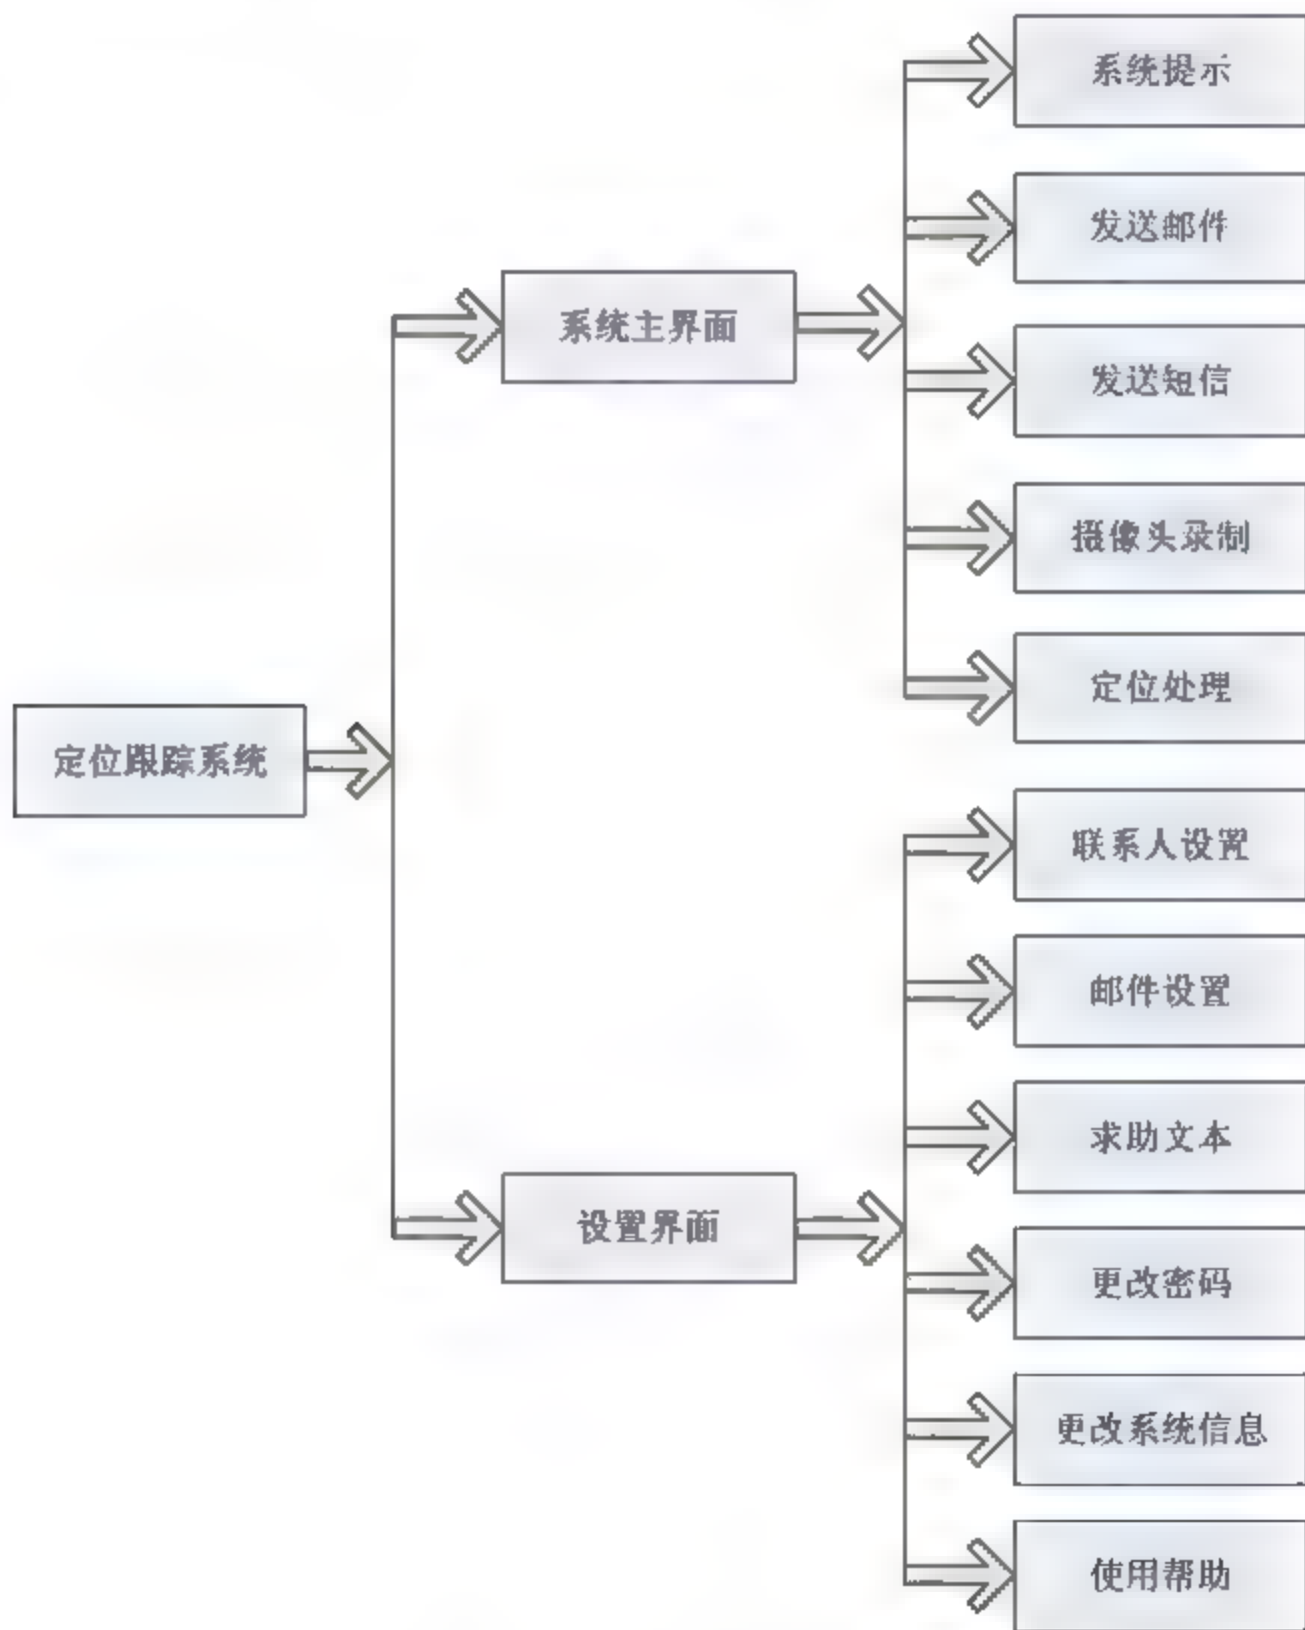 系统提示
发送邮件
系统主界面
发送短信
摄像头录制
定位处理
定位跟踪系统
联系人设置
邮件设置
求助文本
设置界面
更改密码
更改系统信息
使用帮助